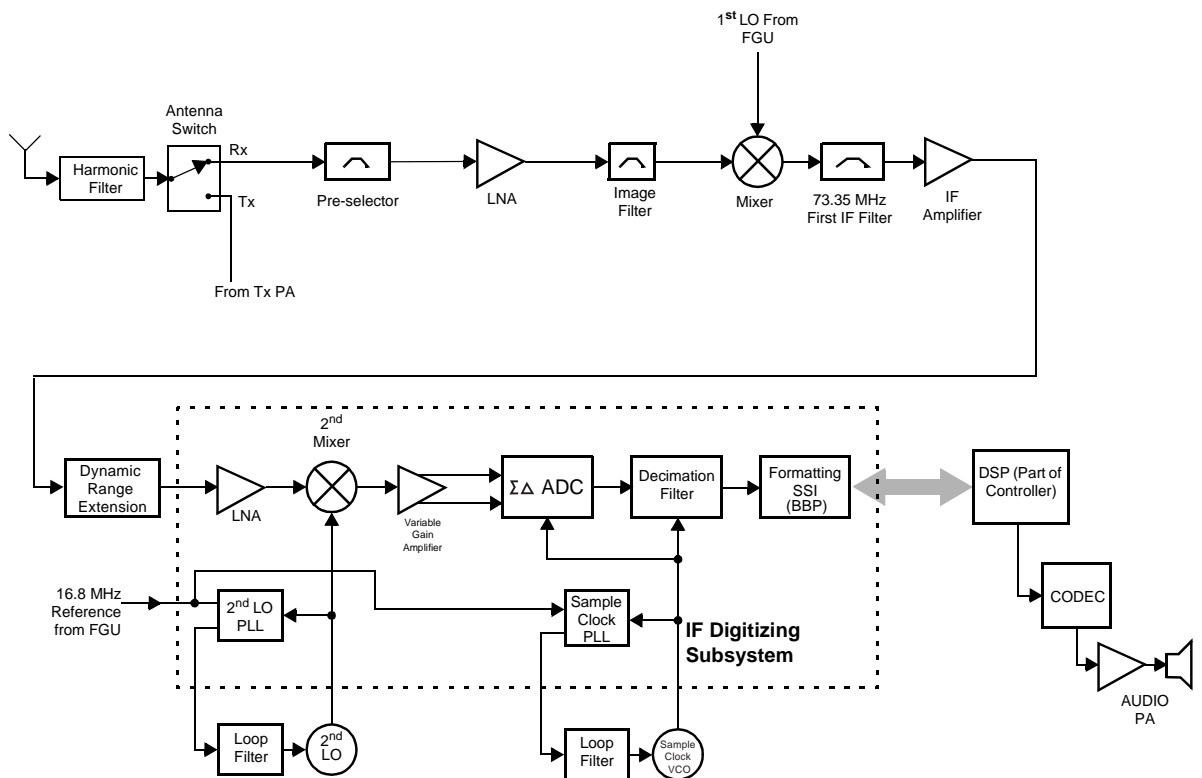 1st LO From
FGU
Antenna
Switch
Harmonic
Filter
Rx
Tx
From Tx PA
Pre-selector
LNA
Image
Filter
Mixer
73.35 MHz
First IF Filter
IF
Amplifier
Dynamic
Range
Extension
LNA
2nd
Mixer
Variable
Gain
Amplifier
ΣΔ ADC
Decimation
Filter
Formatting
SSI
(BBP)
DSP (Part of
Controller)
CODEC
AUDIO
PA
16.8 MHz
Reference
from FGU
2nd LO
PLL
Sample
Clock
PLL
IF Digitizing
Subsystem
Loop
Filter
2nd
LO
Loop
Filter
Sample
Clock
VCO